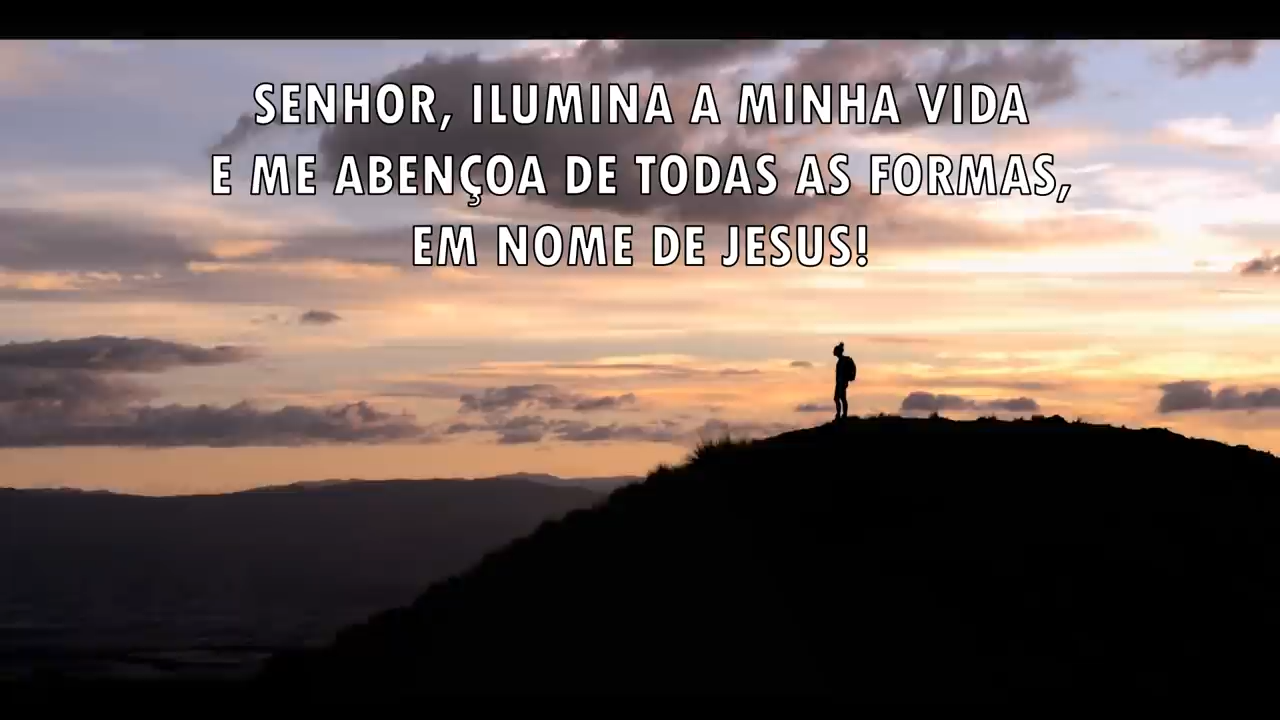 SENHOR, ILUMINA A MINHA VIDA
E ME ABENÇOA DE TODAS AS FORMAS,
EM NOME DE JESUS!